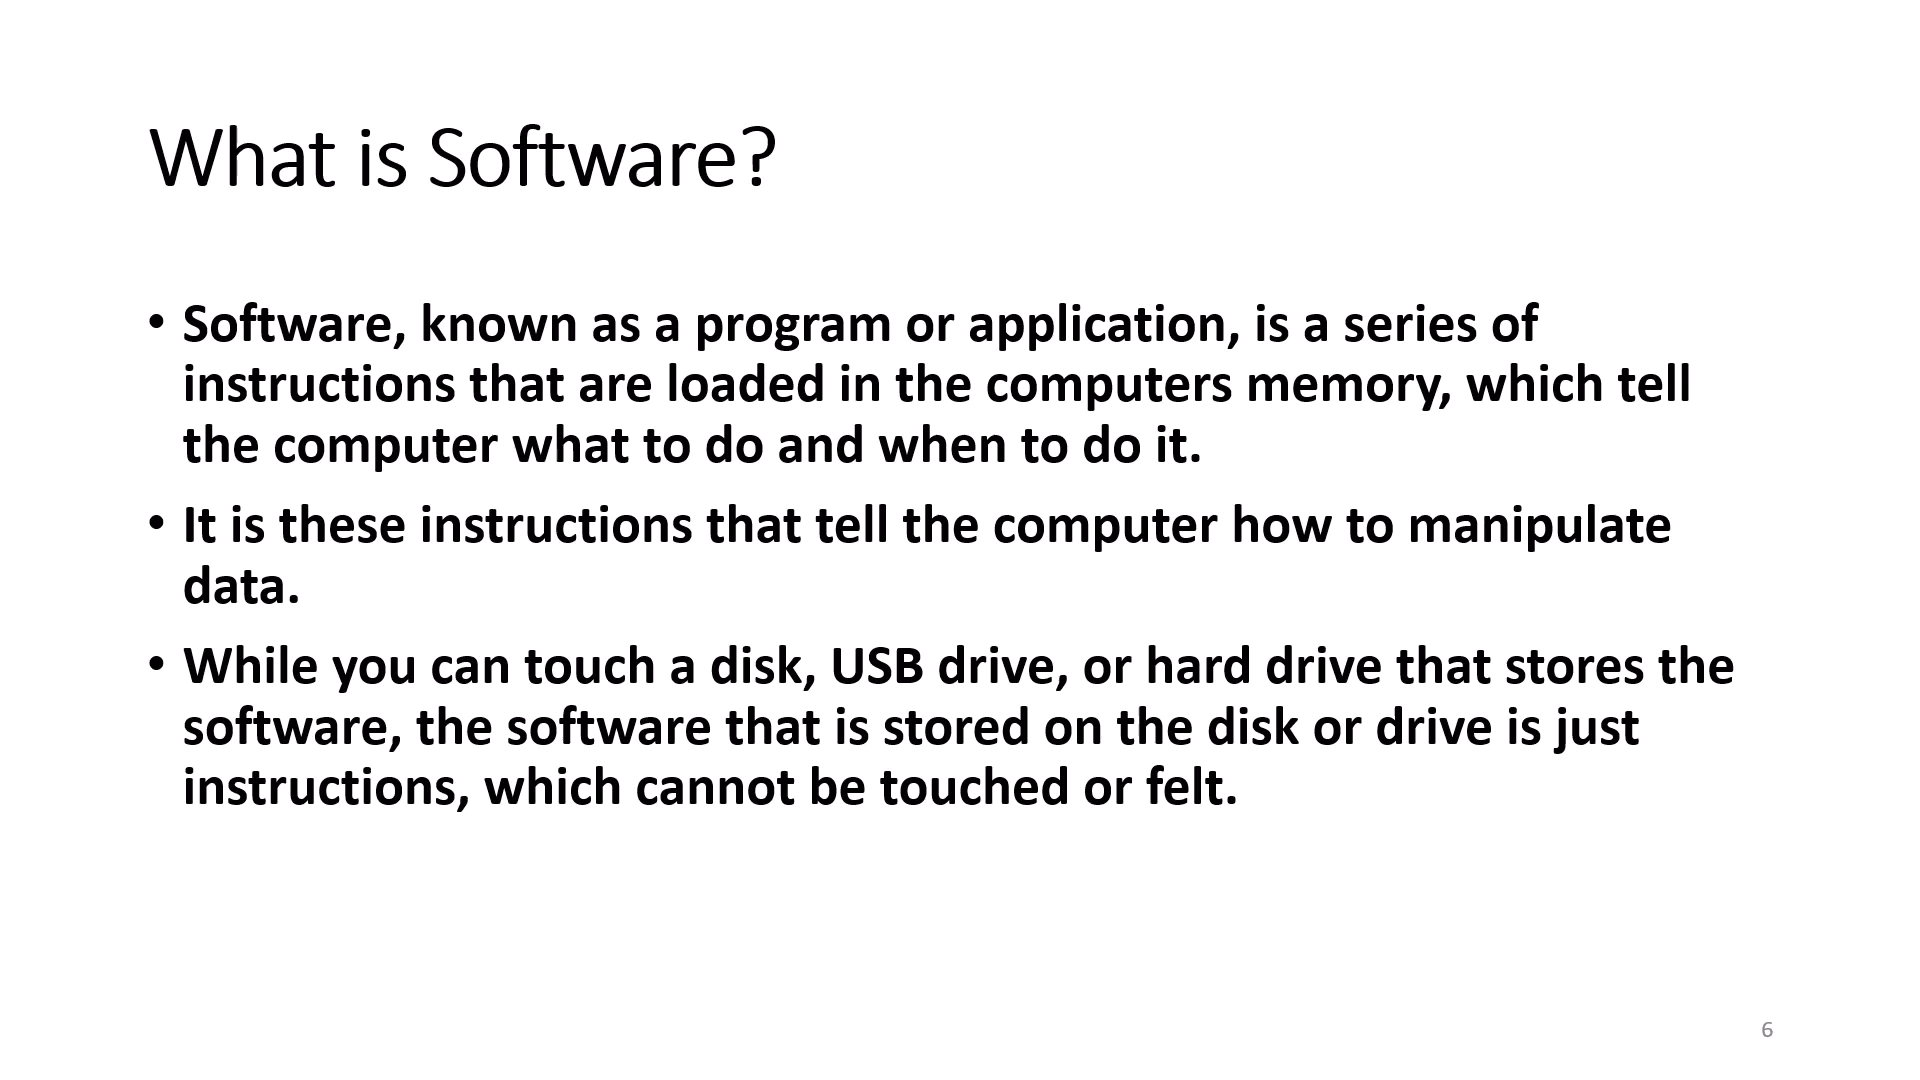 What is Software?
• Software, known as a program or application, is a series of
instructions that are loaded in the computers memory, which tell
the computer what to do and when to do it.
• It is these instructions that tell the computer how to manipulate
data.
• While you can touch a disk, USB drive, or hard drive that stores the
software, the software that is stored on the disk or drive is just
instructions, which cannot be touched or felt.
6